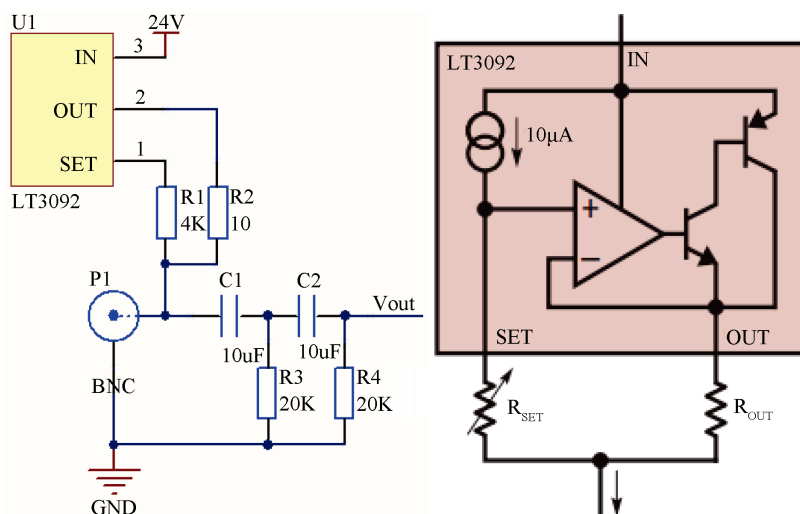 U1
24V
IN
3
OUT
2
SET
1
LT3092
R1
4K
R2
10
P1
BNC
C1
10uF
C2
10uF
Vout
R3
20K
R4
20K
GND
LT3092
IN
10µA
+
−
SET
OUT
RSET
ROUT